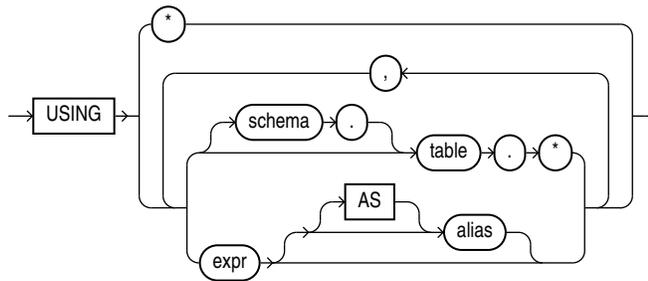 *
,
USING
schema . table . *
AS
alias
expr